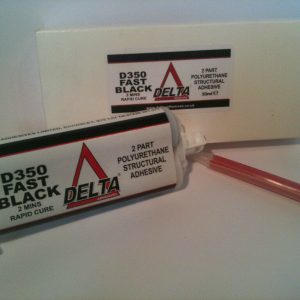 D350
FAST
BLACK
2 MINS
RAPID CURE
DELTA
2 PART
POLYURETHANE
STRUCTURAL
ADHESIVE
50ml
D350
FAST
BLACK
2 MINS
RAPID CURE
DELTA
2 PART
POLYURETHANE
STRUCTURAL
ADHESIVE